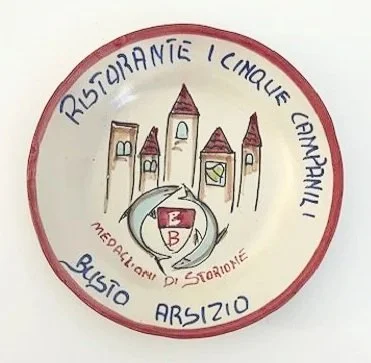 RISTORANTE I CINQUE CAMPANILI
B
B
MEDAGLIONI DI STORIONE
BUSTO ARSIZIO